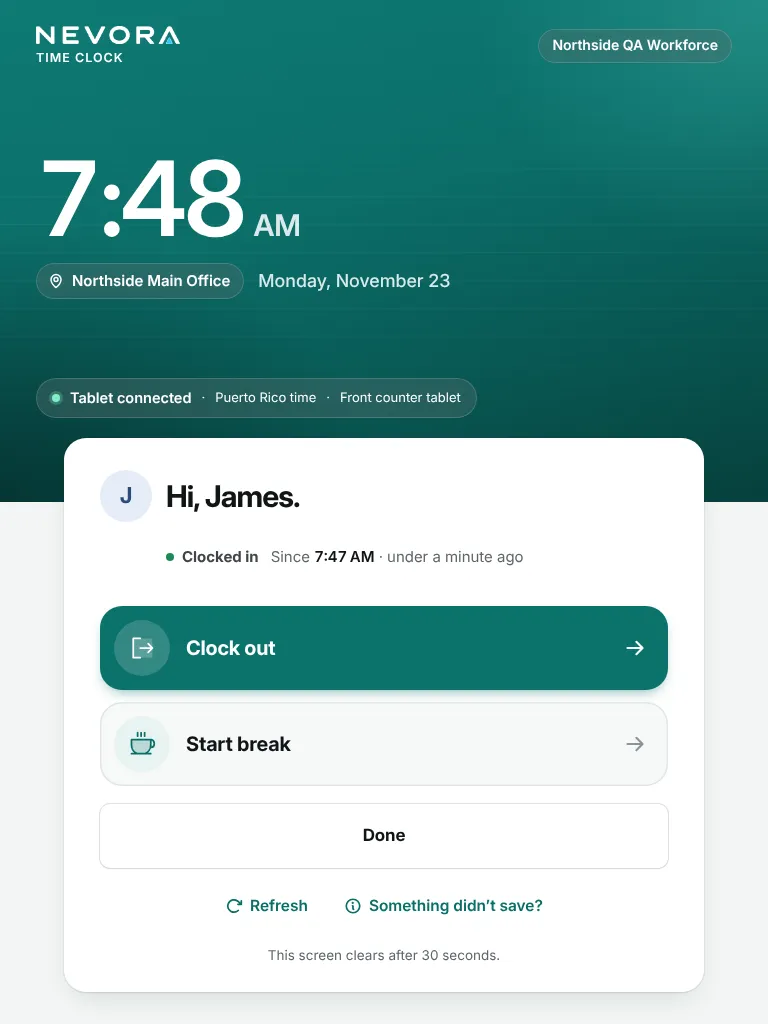 NEVORA
TIME CLOCK
Northside QA Workforce
7:48 AM
Northside Main Office
Monday, November 23
Tablet connected · Puerto Rico time · Front counter tablet
J
Hi, James.
Clocked in Since 7:47 AM · under a minute ago
Clock out
Start break
Done
Refresh
Something didn’t save?
This screen clears after 30 seconds.